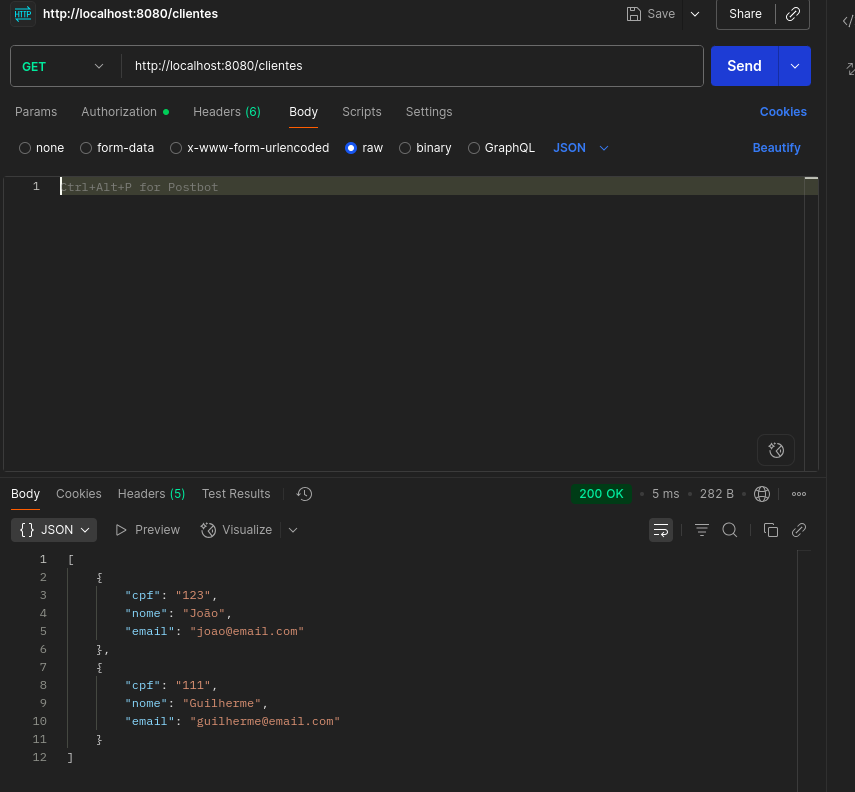 HTTP http://localhost:8080/clientes Save Share </>
GET http://localhost:8080/clientes Send
Params Authorization Headers (6) Body Scripts Settings Cookies
none form-data x-www-form-urlencoded raw binary GraphQL JSON Beautify
1 Ctrl+Alt+P for Postbot
Body Cookies Headers (5) Test Results 200 OK • 5 ms • 282 B •
{} JSON Preview Visualize
1 [
2 {
3 "cpf": "123",
4 "nome": "João",
5 "email": "joao@email.com"
6 },
7 {
8 "cpf": "111",
9 "nome": "Guilherme",
10 "email": "guilherme@email.com"
11 }
12 ]